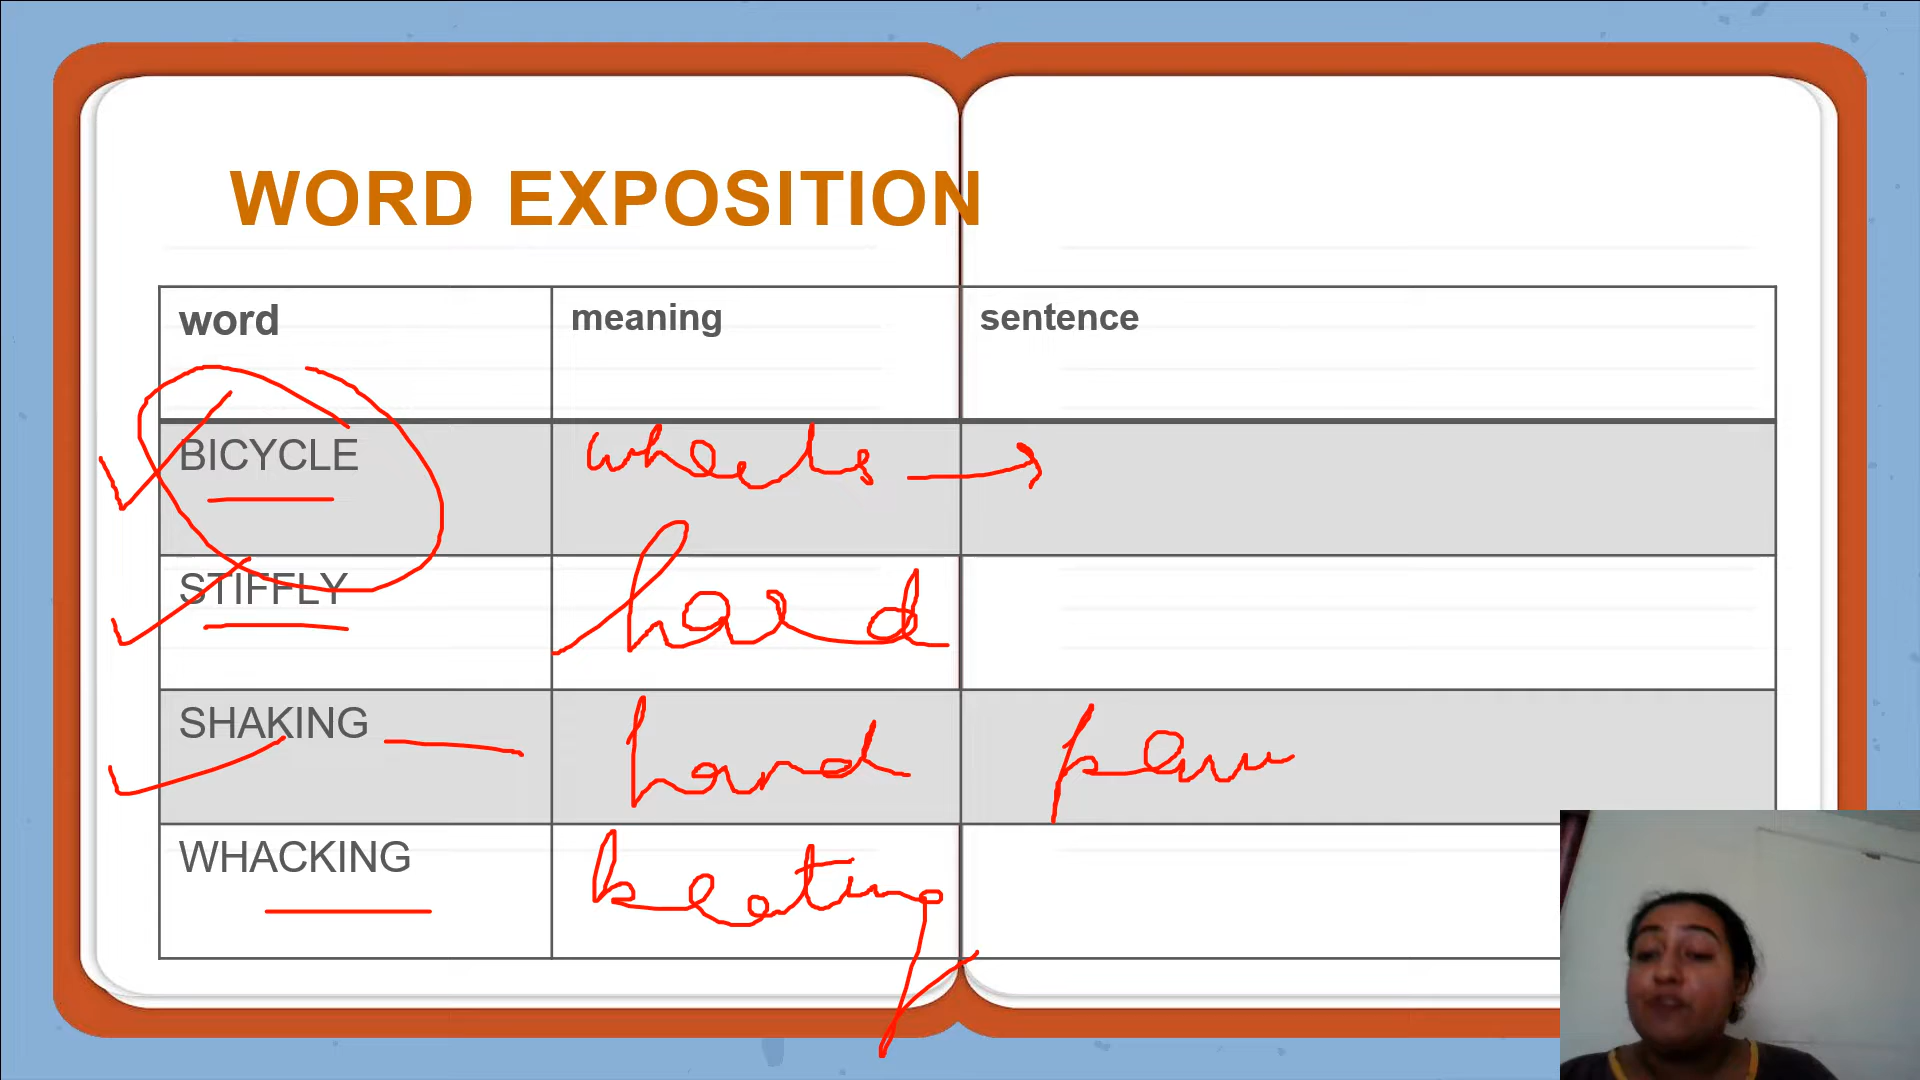 WORD EXPOSITION
word meaning sentence
BICYCLE wheels
STIFFLY hard
SHAKING hand
WHACKING beating